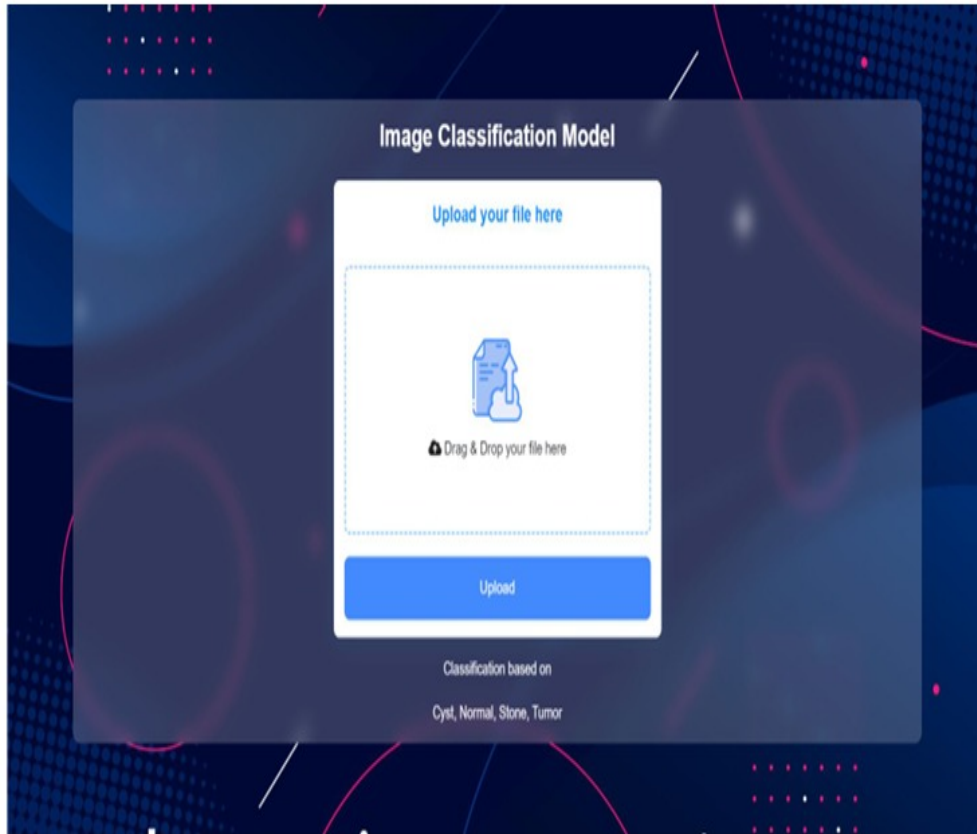 Image Classification Model
Upload your file here
Drag & Drop your file here
Upload
Classification based on
Cyst, Normal, Stone, Tumor